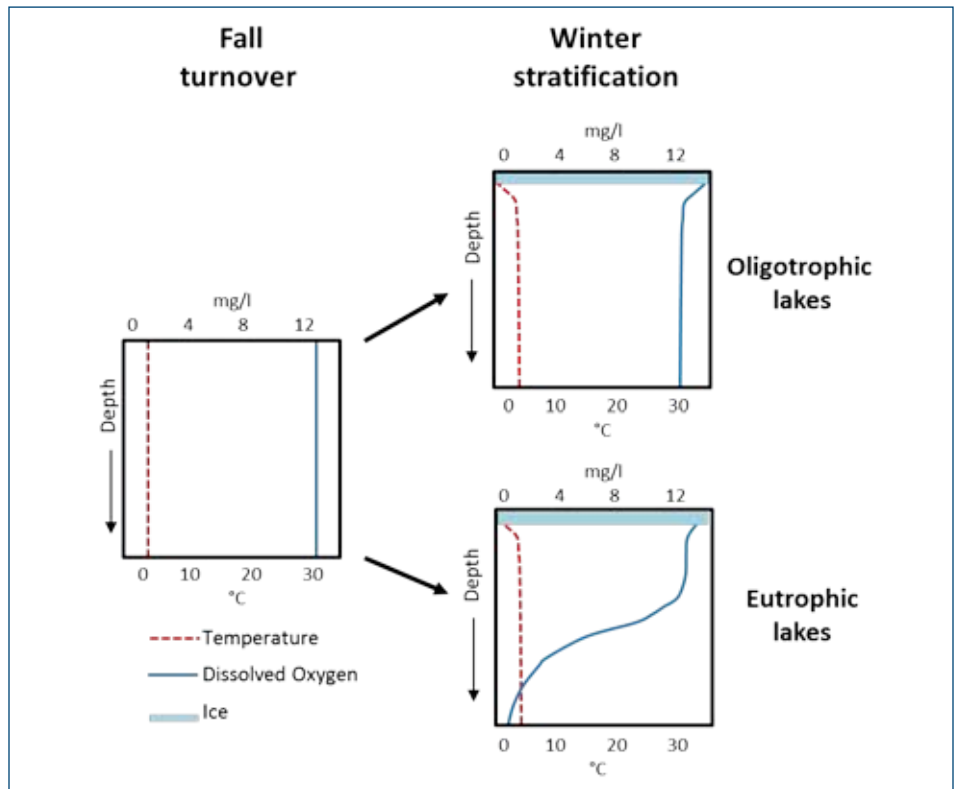 Fall
turnover
Winter
stratification
mg/l
0 4 8 12
Depth
0 10 20 30
°C
Oligotrophic
lakes
mg/l
0 4 8 12
Depth
0 10 20 30
°C
mg/l
0 4 8 12
Depth
0 10 20 30
°C
Eutrophic
lakes
Temperature
Dissolved Oxygen
Ice